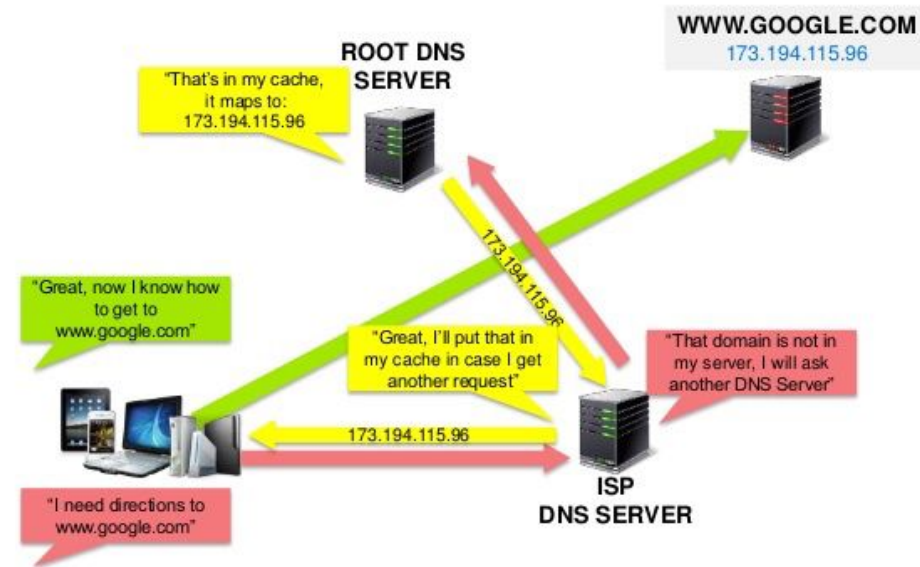 WWW.GOOGLE.COM
173.194.115.96
ROOT DNS
SERVER
“That’s in my cache,
it maps to:
173.194.115.96
173.194.115.96
“Great, now I know how
to get to
www.google.com”
“Great, I’ll put that in
my cache in case I get
another request”
“That domain is not in
my server, I will ask
another DNS Server”
173.194.115.96
ISP
DNS SERVER
“I need directions to
www.google.com”